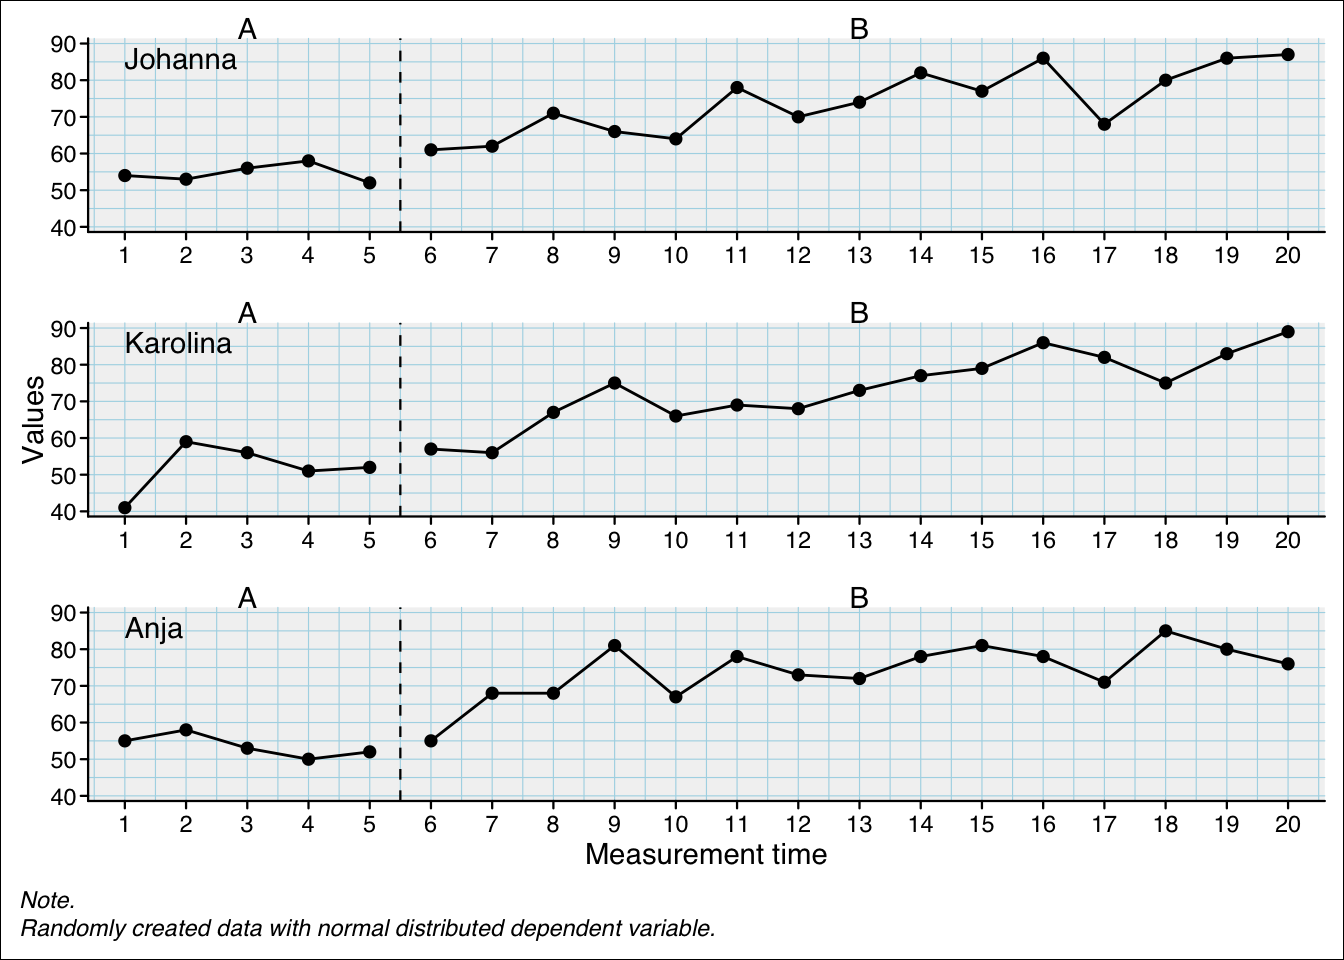 A B
90
Johanna
80
70
60
50
40
1 2 3 4 5 6 7 8 9 10 11 12 13 14 15 16 17 18 19 20
A B
90
Karolina
80
70
60
50
40
1 2 3 4 5 6 7 8 9 10 11 12 13 14 15 16 17 18 19 20
Values
A B
90
Anja
80
70
60
50
40
1 2 3 4 5 6 7 8 9 10 11 12 13 14 15 16 17 18 19 20
Measurement time
Note.
Randomly created data with normal distributed dependent variable.